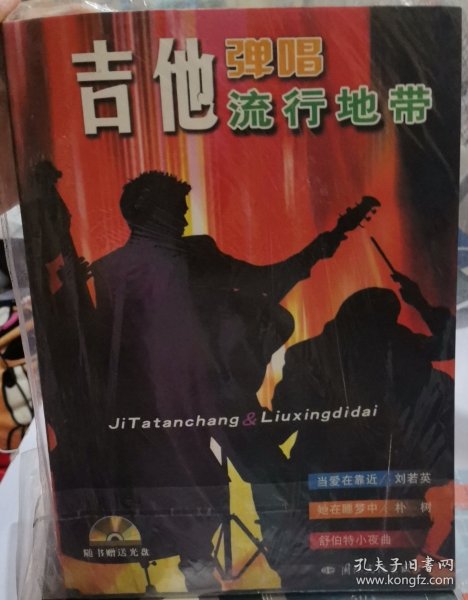 吉他弹唱
流行地带
JiTatanchang & Liuxingdidai
当爱在靠近/刘若英
她在睡梦中/朴 树
舒伯特小夜曲
随书赠送光盘
孔夫子旧书网
www.kongfz.com